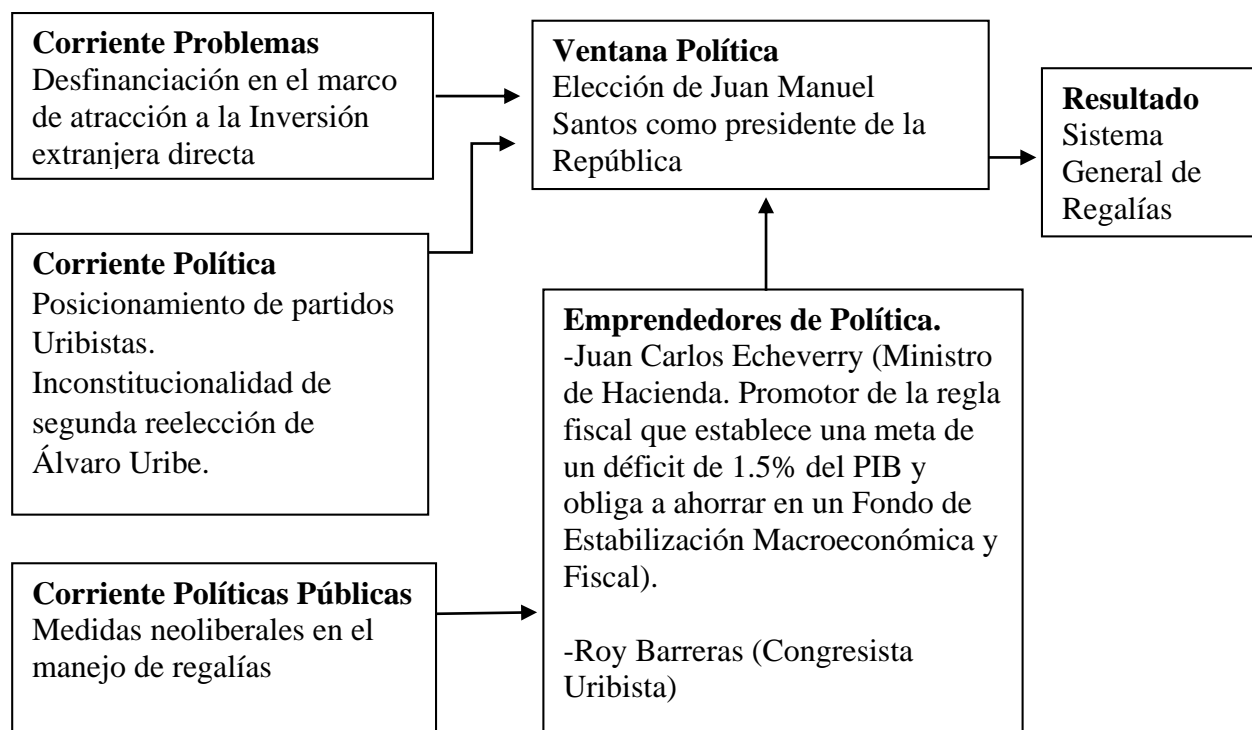 Corriente Problemas
Desfinanciación en el marco
de atracción a la Inversión
extranjera directa
Corriente Política
Posicionamiento de partidos
Uribistas.
Inconstitucionalidad de
segunda reelección de
Álvaro Uribe.
Corriente Políticas Públicas
Medidas neoliberales en el
manejo de regalías
Ventana Política
Elección de Juan Manuel
Santos como presidente de la
República
Emprendedores de Política.
-Juan Carlos Echeverry (Ministro
de Hacienda. Promotor de la regla
fiscal que establece una meta de
un déficit de 1.5% del PIB y
obliga a ahorrar en un Fondo de
Estabilización Macroeconómica y
Fiscal).
-Roy Barreras (Congresista
Uribista)
Resultado
Sistema
General de
Regalías